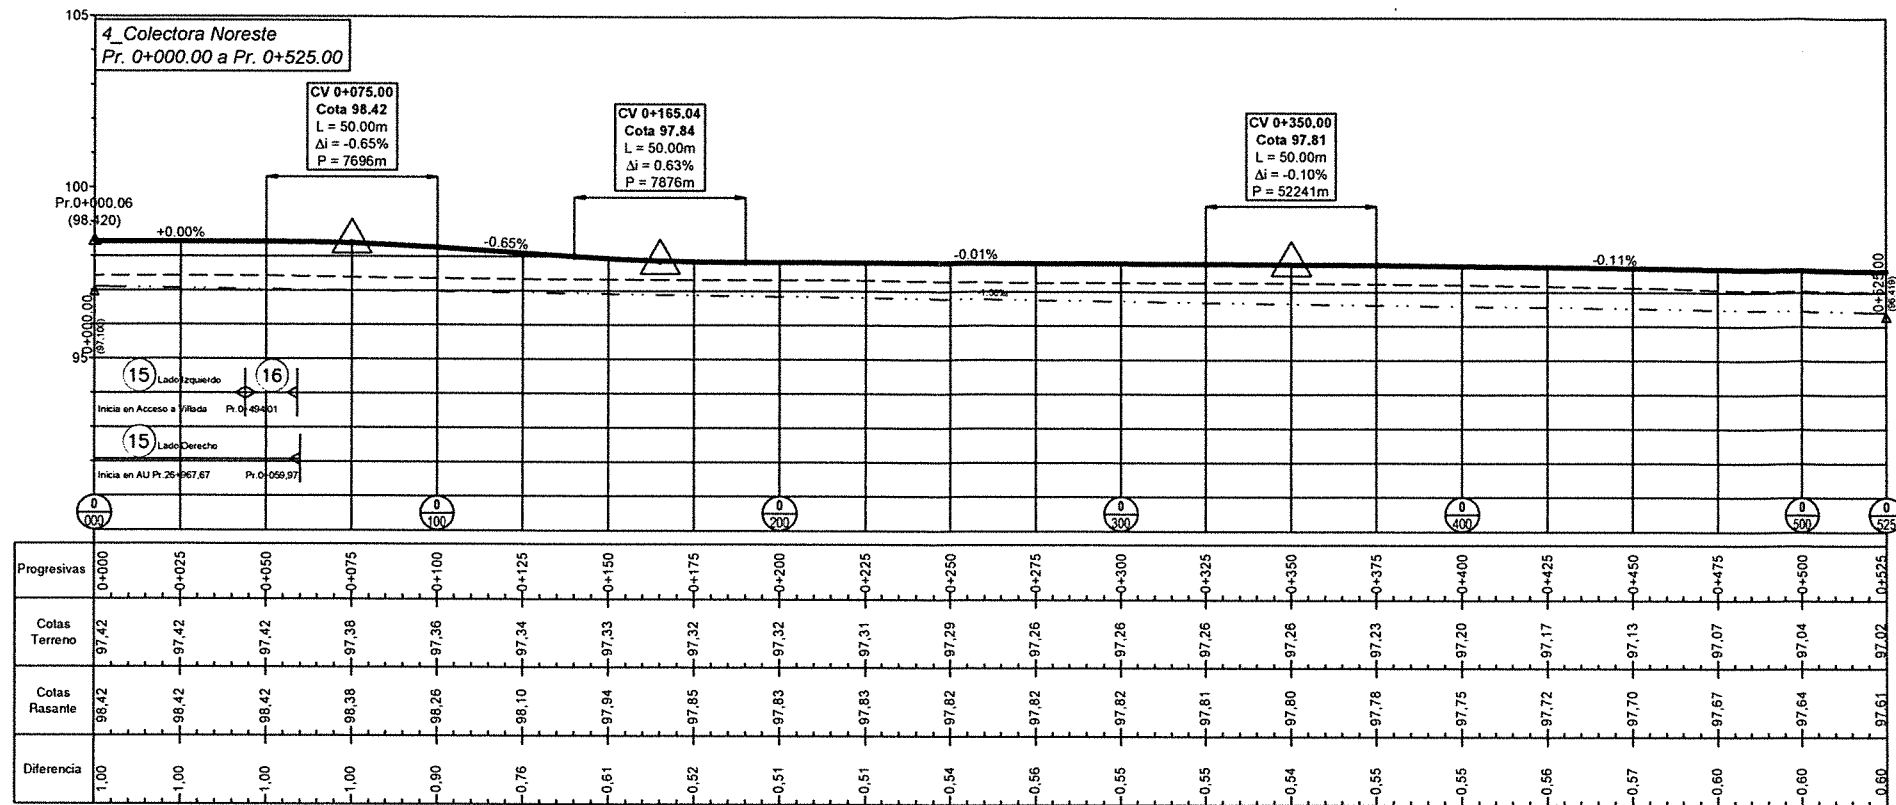 105
4_Colectora Noreste
Pr. 0+000.00 a Pr. 0+525.00
CV 0+075.00
Cota 98.42
L = 50.00m
Δi = -0.65%
P = 7696m
CV 0+165.04
Cota 97.84
L = 50.00m
Δi = 0.63%
P = 7876m
CV 0+350.00
Cota 97.81
L = 50.00m
Δi = -0.10%
P = 52241m
100
Pr.0+000.06
(98.420)
+0.00%
-0.65%
-0.01%
-0.11%
0+000.00
(97.100)
0+525.00
(96.419)
95
15 Lado Izquierdo 16
Inicia en Acceso a Villada Pr.0+494.01
15 Lado Derecho
Inicia en AU Pr.26+967,67 Pr.0+059,97
0 0 0 0 0 0 0
000 100 200 300 400 500 525
Progresivas 0+000 0+025 0+050 0+075 0+100 0+125 0+150 0+175 0+200 0+225 0+250 0+275 0+300 0+325 0+350 0+375 0+400 0+425 0+450 0+475 0+500 0+525
Cotas
Terreno 97,42 97,42 97,42 97,38 97,36 97,34 97,33 97,32 97,32 97,31 97,29 97,26 97,26 97,26 97,26 97,23 97,20 97,17 97,13 97,07 97,04 97,02
Cotas
Rasante 98,42 98,42 98,42 98,38 98,26 98,10 97,94 97,85 97,83 97,83 97,82 97,82 97,82 97,81 97,80 97,78 97,75 97,72 97,70 97,67 97,64 97,61
Diferencia 1,00 1,00 1,00 1,00 0,90 0,76 0,61 0,52 0,51 0,51 0,54 0,56 0,55 0,55 0,54 0,55 0,55 0,56 0,57 0,60 0,60 0,60